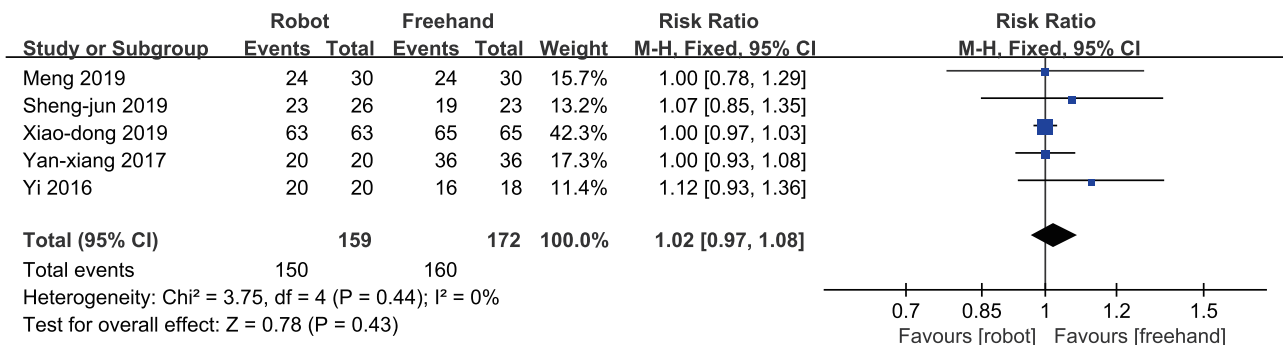 Robot Freehand Risk Ratio Risk Ratio
Study or Subgroup Events Total Events Total Weight M-H, Fixed, 95% CI M-H, Fixed, 95% CI
Meng 2019 24 30 24 30 15.7% 1.00 [0.78, 1.29]
Sheng-jun 2019 23 26 19 23 13.2% 1.07 [0.85, 1.35]
Xiao-dong 2019 63 63 65 65 42.3% 1.00 [0.97, 1.03]
Yan-xiang 2017 20 20 36 36 17.3% 1.00 [0.93, 1.08]
Yi 2016 20 20 16 18 11.4% 1.12 [0.93, 1.36]
Total (95% CI) 159 172 100.0% 1.02 [0.97, 1.08]
Total events 150 160
Heterogeneity: Chi² = 3.75, df = 4 (P = 0.44); I² = 0%
Test for overall effect: Z = 0.78 (P = 0.43)
0.7 0.85 1 1.2 1.5
Favours [robot] Favours [freehand]